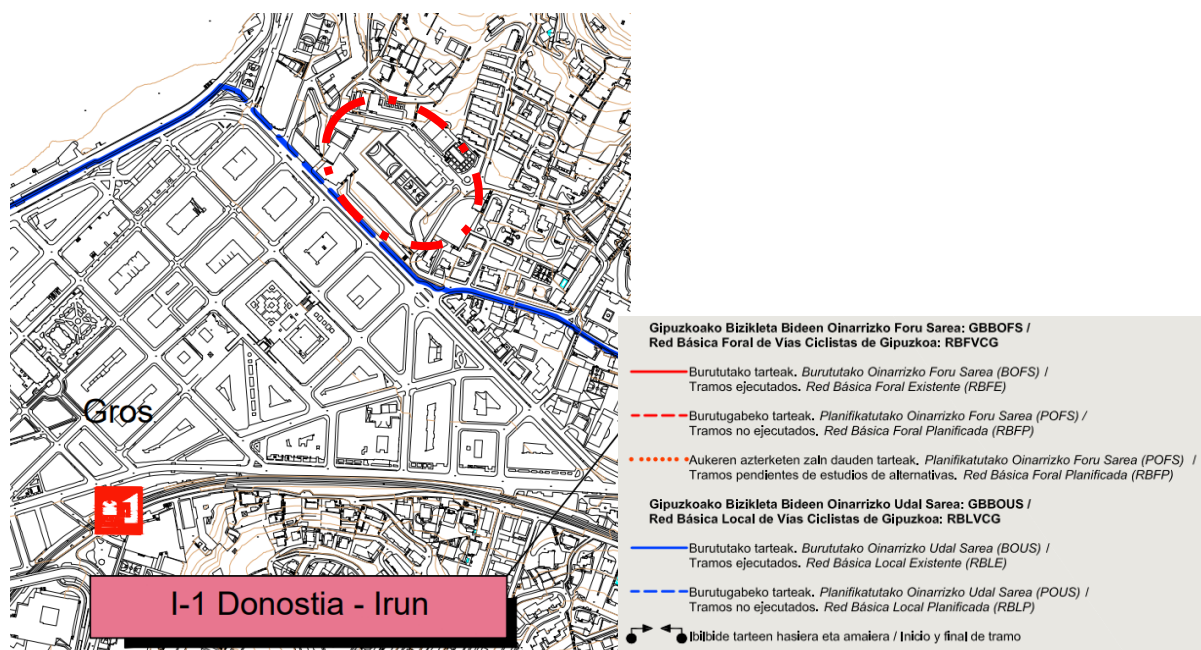 Gros
I-1 Donostia - Irun
Gipuzkoako Bizikleta Bideen Oinarrizko Foru Sarea: GBBOFS /
Red Básica Foral de Vías Ciclistas de Gipuzkoa: RBFVCG
Burututako tarteak. Burututako Oinarrizko Foru Sarea (BOFS) /
Tramos ejecutados. Red Básica Foral Existente (RBFE)
Burutugabeko tarteak. Planifikatutako Oinarrizko Foru Sarea (POFS) /
Tramos no ejecutados. Red Básica Foral Planificada (RBFP)
Aukeren azterketen zain dauden tarteak. Planifikatutako Oinarrizko Foru Sarea (POFS) /
Tramos pendientes de estudios de alternativas. Red Básica Foral Planificada (RBFP)
Gipuzkoako Bizikleta Bideen Oinarrizko Udal Sarea: GBBOUS /
Red Básica Local de Vías Ciclistas de Gipuzkoa: RBLVCG
Burututako tarteak. Burututako Oinarrizko Udal Sarea (BOUS) /
Tramos ejecutados. Red Básica Local Existente (RBLE)
Burutugabeko tarteak. Planifikatutako Oinarrizko Udal Sarea (POUS) /
Tramos no ejecutados. Red Básica Local Planificada (RBLP)
Ibilbide tarteen hasiera eta amaiera / Inicio y final de tramo